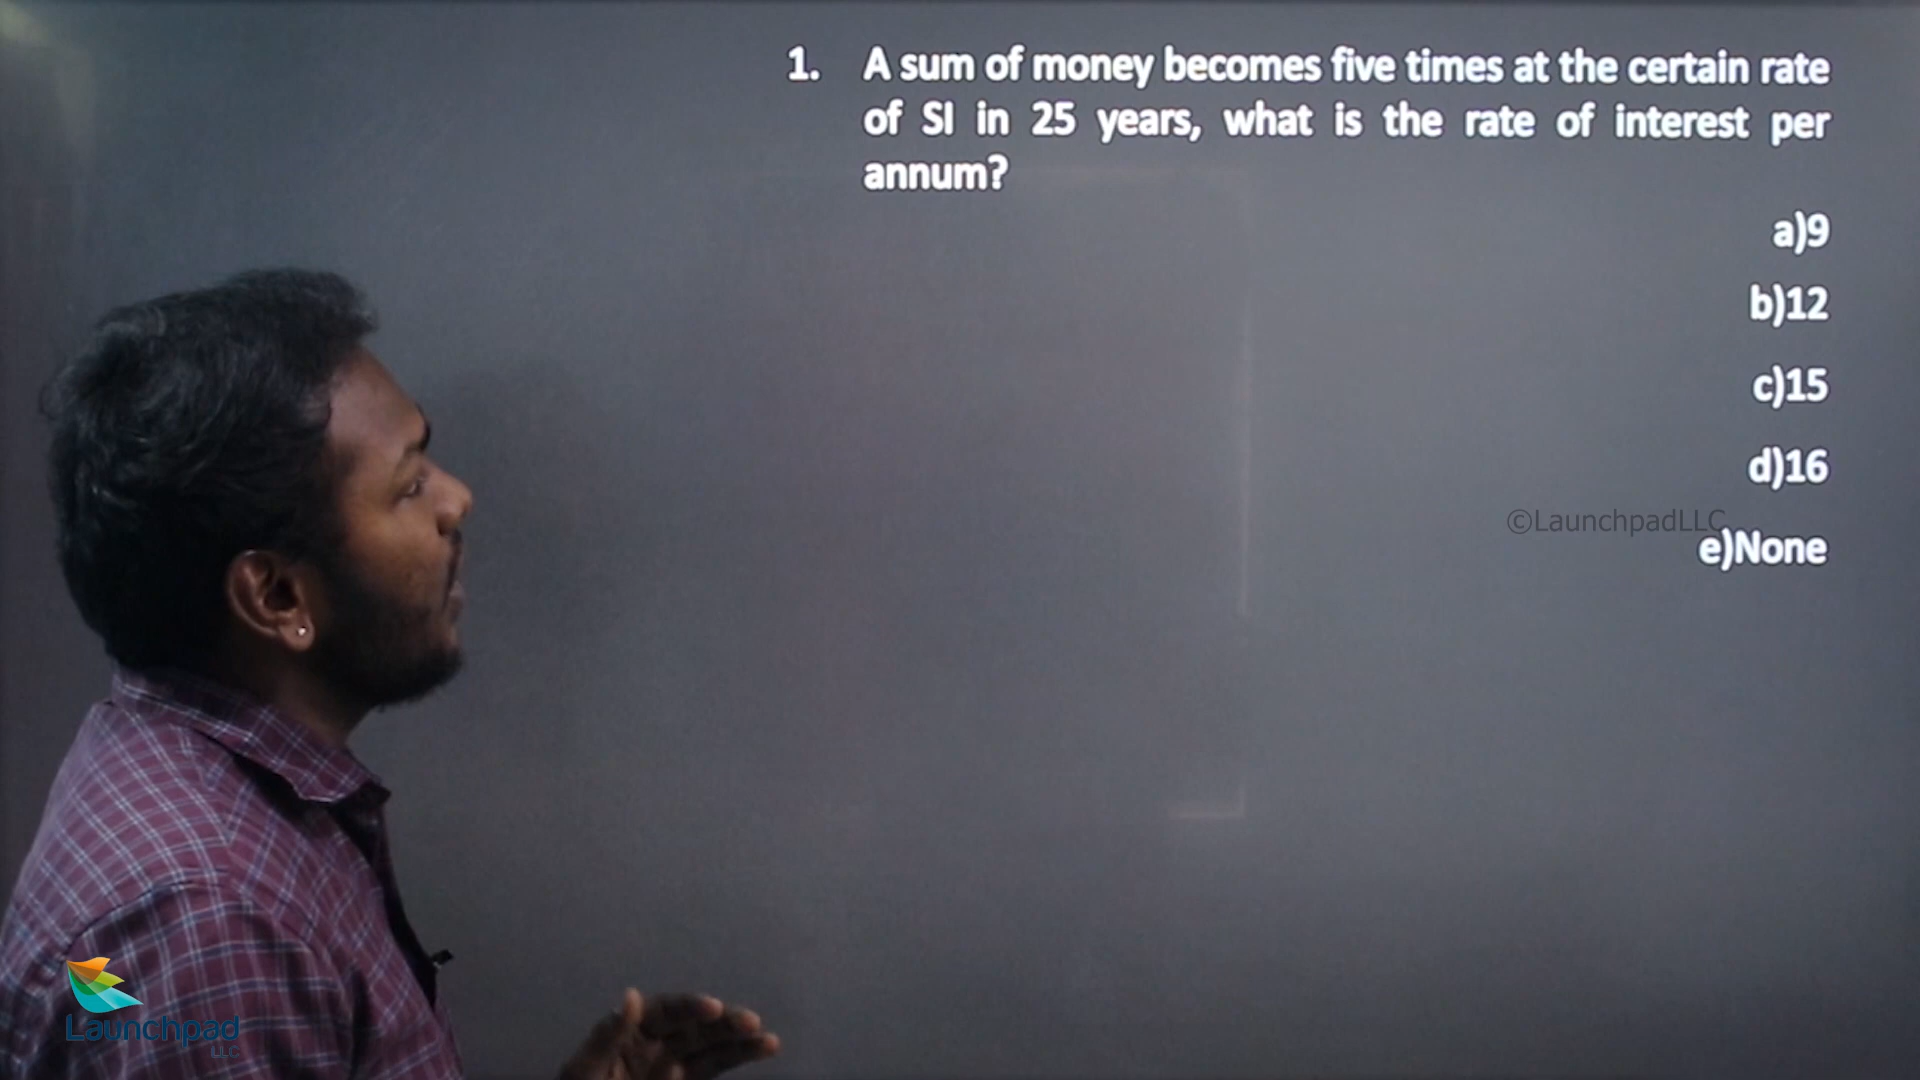 1. A sum of money becomes five times at the certain rate
of SI in 25 years, what is the rate of interest per
annum?
a)9
b)12
c)15
d)16
©LaunchpadLLC
e)None
Launchpad
LLC